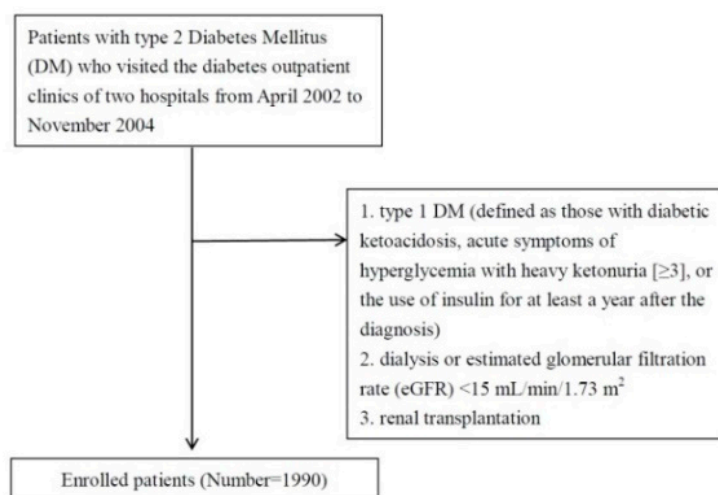 Patients with type 2 Diabetes Mellitus
(DM) who visited the diabetes outpatient
clinics of two hospitals from April 2002 to
November 2004
1. type 1 DM (defined as those with diabetic
ketoacidosis, acute symptoms of
hyperglycemia with heavy ketonuria [≥3], or
the use of insulin for at least a year after the
diagnosis)
2. dialysis or estimated glomerular filtration
rate (eGFR) <15 mL/min/1.73 m²
3. renal transplantation
Enrolled patients (Number=1990)